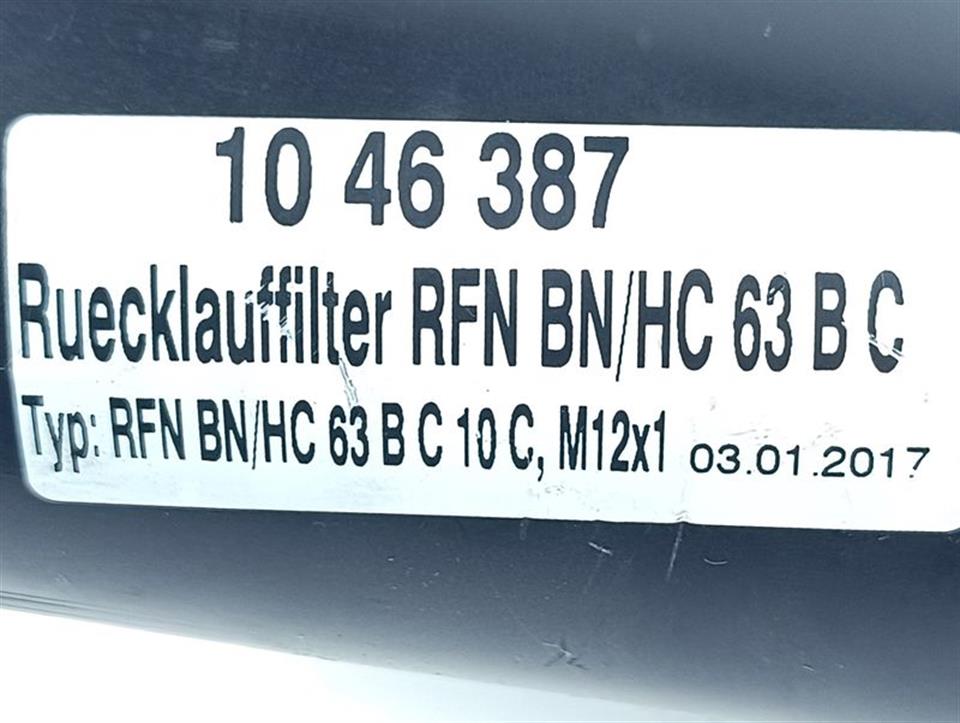 10 46 387
Ruecklauffilter RFN BN/HC 63 B C
Typ: RFN BN/HC 63 B C 10 C, M12x1 03.01.2017